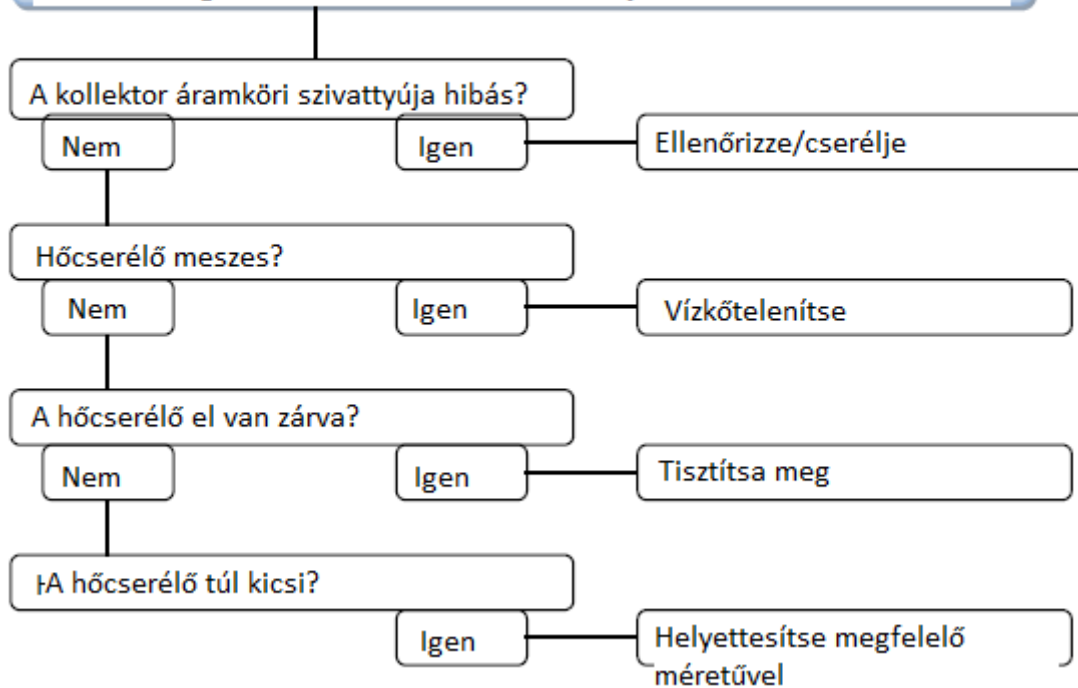 A kollektor áramköri szivattyúja hibás?
Nem Igen Ellenőrizze/cserélje
Hőcserélő meszes?
Nem Igen Vízkőtelenítse
A hőcserélő el van zárva?
Nem Igen Tisztítsa meg
A hőcserélő túl kicsi?
Igen Helyettesítse megfelelő
méretűvel